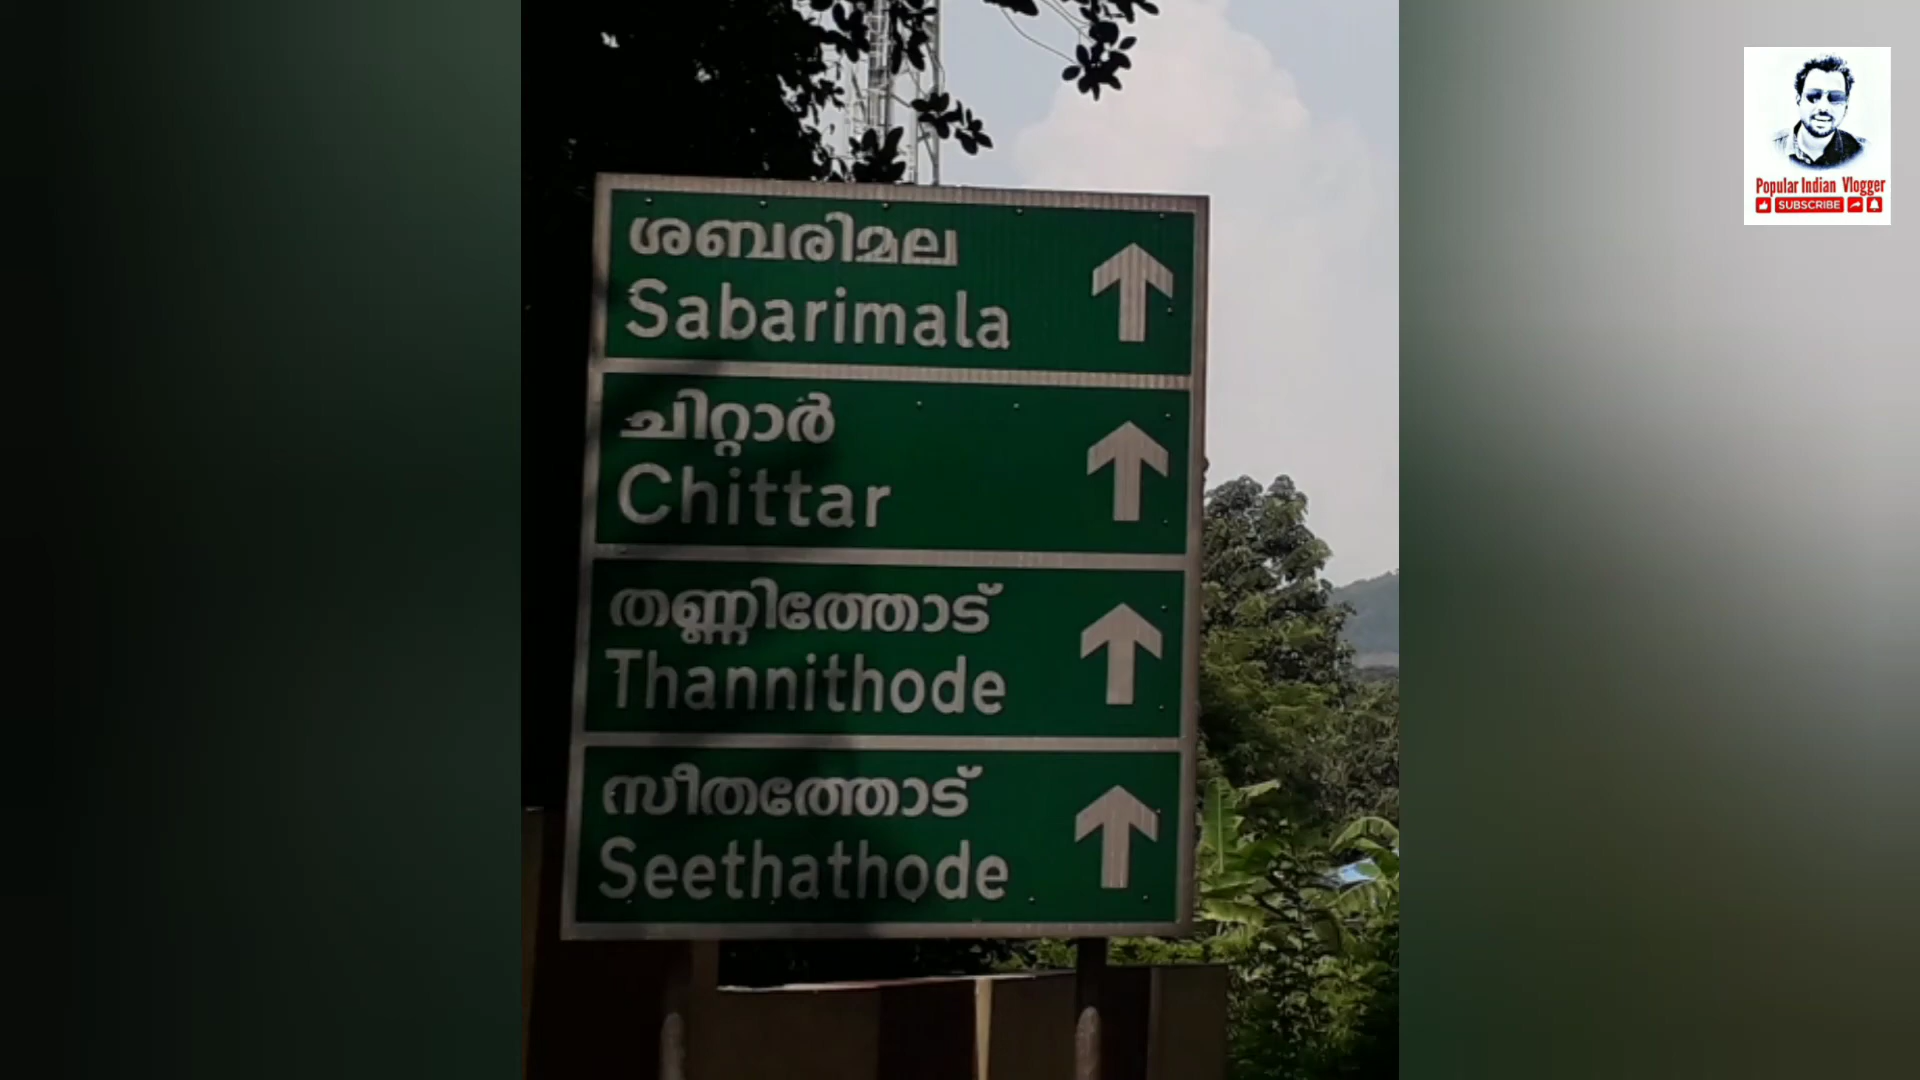 ശബരിമല
Sabarimala
ചിറ്റാർ
Chittar
തണ്ണിത്തോട്
Thannithode
സീതത്തോട്
Seethathode
Popular Indian Vlogger
SUBSCRIBE